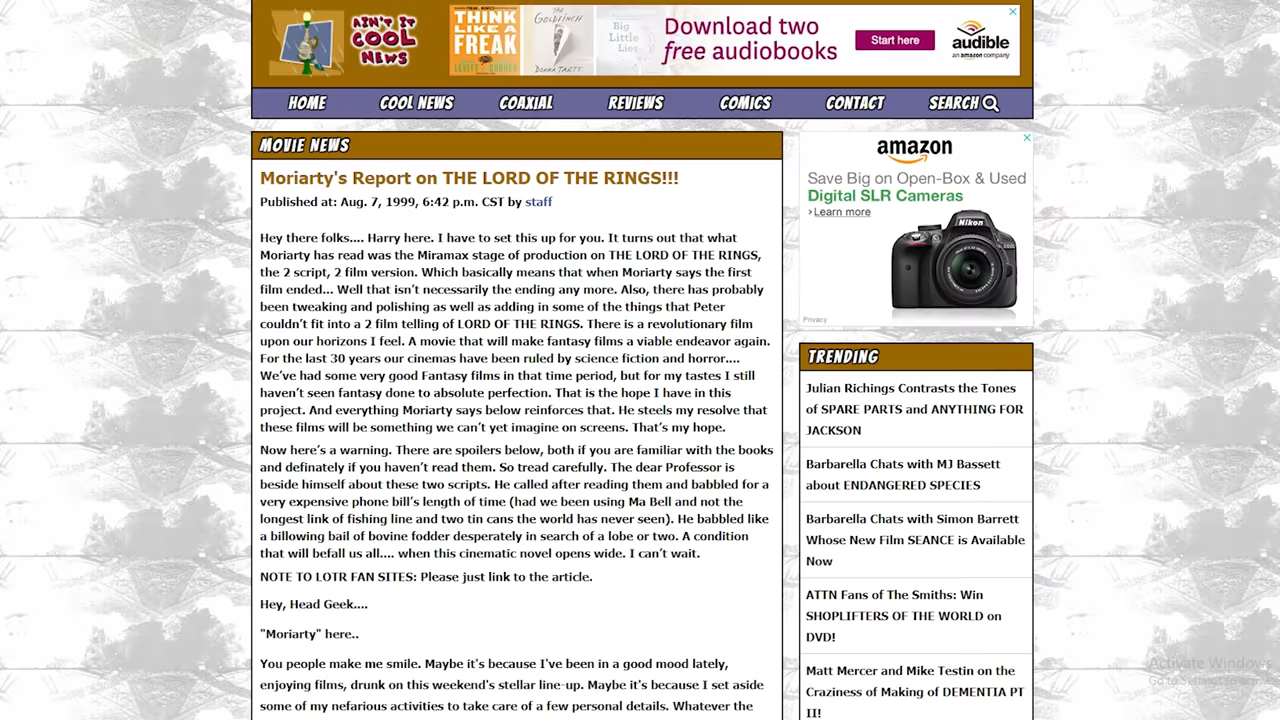 AIN'T IT
COOL
NEWS
THINK
LIKE A
FREAK
LEVITT DUBNER
The
GOLDFINCH
DONNA TARTT
Big
Little
Lies
Download two
free audiobooks
Start here
audible
an amazon company
HOME
COOL NEWS
COAXIAL
REVIEWS
COMICS
CONTACT
SEARCH
MOVIE NEWS
Moriarty's Report on THE LORD OF THE RINGS!!!
Published at: Aug. 7, 1999, 6:42 p.m. CST by staff
Hey there folks.... Harry here. I have to set this up for you. It turns out that what
Moriarty has read was the Miramax stage of production on THE LORD OF THE RINGS,
the 2 script, 2 film version. Which basically means that when Moriarty says the first
film ended... Well that isn’t necessarily the ending any more. Also, there has probably
been tweaking and polishing as well as adding in some of the things that Peter
couldn’t fit into a 2 film telling of LORD OF THE RINGS. There is a revolutionary film
upon our horizons I feel. A movie that will make fantasy films a viable endeavor again.
For the last 30 years our cinemas have been ruled by science fiction and horror....
We’ve had some very good Fantasy films in that time period, but for my tastes I still
haven’t seen fantasy done to absolute perfection. That is the hope I have in this
project. And everything Moriarty says below reinforces that. He steels my resolve that
these films will be something we can’t yet imagine on screens. That’s my hope.
Now here’s a warning. There are spoilers below, both if you are familiar with the books
and definately if you haven’t read them. So tread carefully. The dear Professor is
beside himself about these two scripts. He called after reading them and babbled for a
very expensive phone bill’s length of time (had we been using Ma Bell and not the
longest link of fishing line and two tin cans the world has never seen). He babbled like
a billowing bail of bovine fodder desperately in search of a lobe or two. A condition
that will befall us all.... when this cinematic novel opens wide. I can’t wait.
NOTE TO LOTR FAN SITES: Please just link to the article.
Hey, Head Geek....
"Moriarty" here..
You people make me smile. Maybe it's because I've been in a good mood lately,
enjoying films, drunk on this weekend's stellar line-up. Maybe it's because I set aside
some of my nefarious activities to take care of a few personal details. Whatever the
amazon
Save Big on Open-Box & Used
Digital SLR Cameras
›Learn more
Nikon
Privacy
TRENDING
Julian Richings Contrasts the Tones
of SPARE PARTS and ANYTHING FOR
JACKSON
Barbarella Chats with MJ Bassett
about ENDANGERED SPECIES
Barbarella Chats with Simon Barrett
Whose New Film SEANCE is Available
Now
ATTN Fans of The Smiths: Win
SHOPLIFTERS OF THE WORLD on
DVD!
Matt Mercer and Mike Testin on the
Craziness of Making of DEMENTIA PT
II!
Activate Windows
Go to Settings to activate